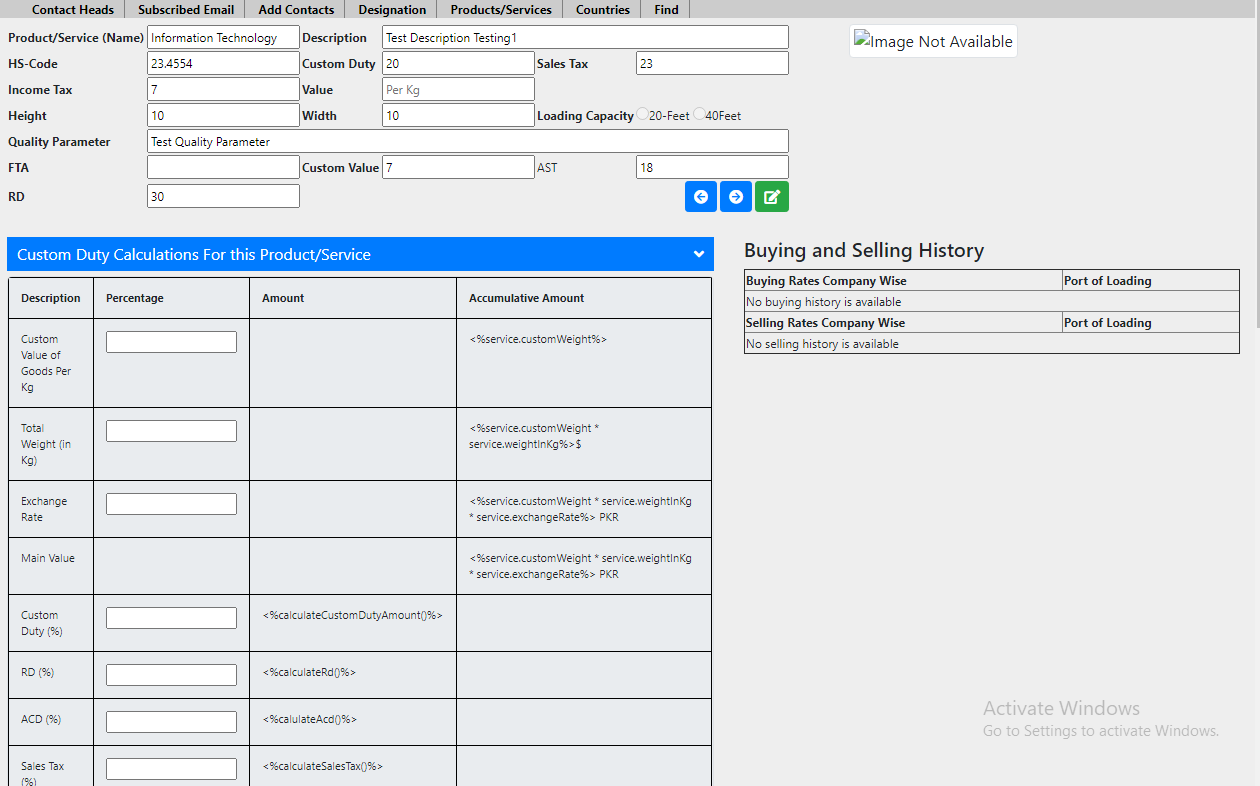 Contact Heads Subscribed Email Add Contacts Designation Products/Services Countries Find
Product/Service (Name) Information Technology Description Test Description Testing1
Image Not Available
HS-Code 23.4554 Custom Duty 20 Sales Tax 23
Income Tax 7 Value Per Kg
Height 10 Width 10 Loading Capacity 20-Feet 40Feet
Quality Parameter Test Quality Parameter
FTA Custom Value 7 AST 18
RD 30
Custom Duty Calculations For this Product/Service
Description Percentage Amount Accumulative Amount
Custom
Value of
Goods Per
Kg
<%service.customWeight%>
Total
Weight (in
Kg)
<%service.customWeight *
service.weightInKg%>$
Exchange
Rate
<%service.customWeight * service.weightInKg
* service.exchangeRate%> PKR
Main Value
<%service.customWeight * service.weightInKg
* service.exchangeRate%> PKR
Custom
Duty (%)
<%calculateCustomDutyAmount()%>
RD (%) <%calculateRd()%>
ACD (%) <%calulateAcd()%>
Sales Tax
(%)
<%calculateSalesTax()%>
Buying and Selling History
Buying Rates Company Wise Port of Loading
No buying history is available
Selling Rates Company Wise Port of Loading
No selling history is available
Activate Windows
Go to Settings to activate Windows.